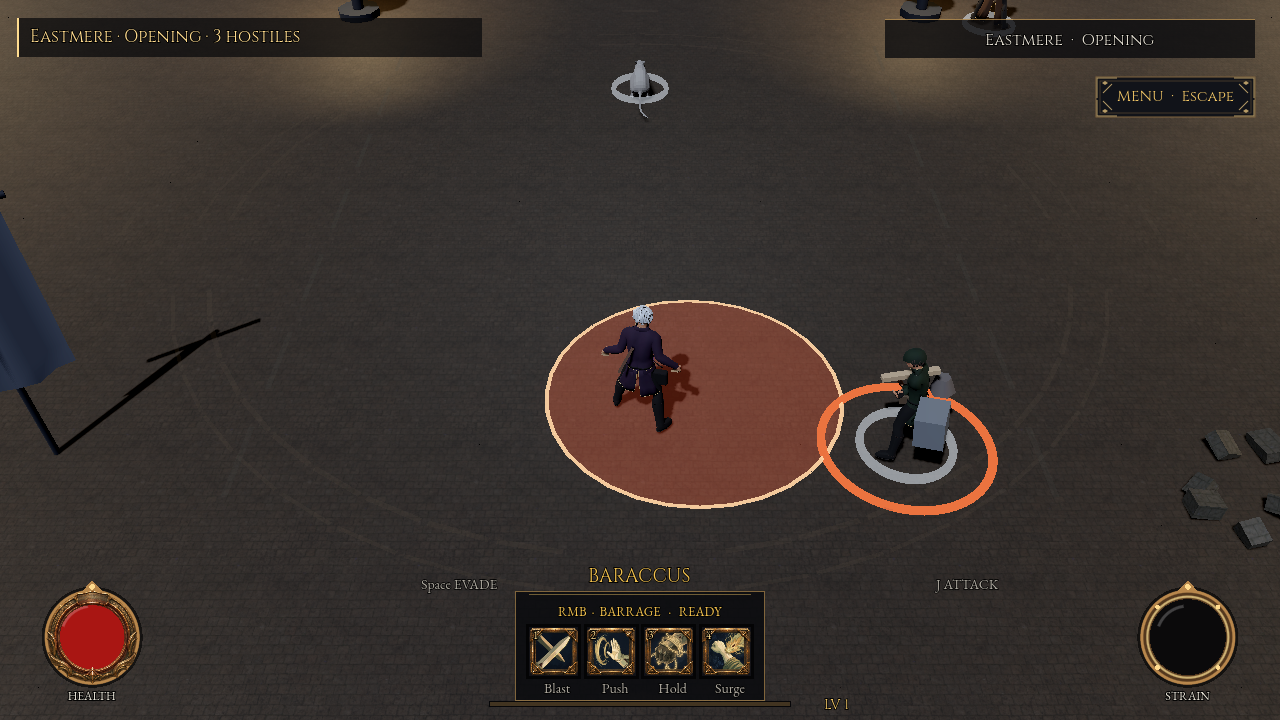 EASTMERE · OPENING · 3 HOSTILES
EASTMERE · OPENING
MENU · ESCAPE
Space EVADE
BARACCUS
J ATTACK
RMB · BARRAGE · READY
1 2 3 4
Blast Push Hold Surge
HEALTH
STRAIN
LV 1